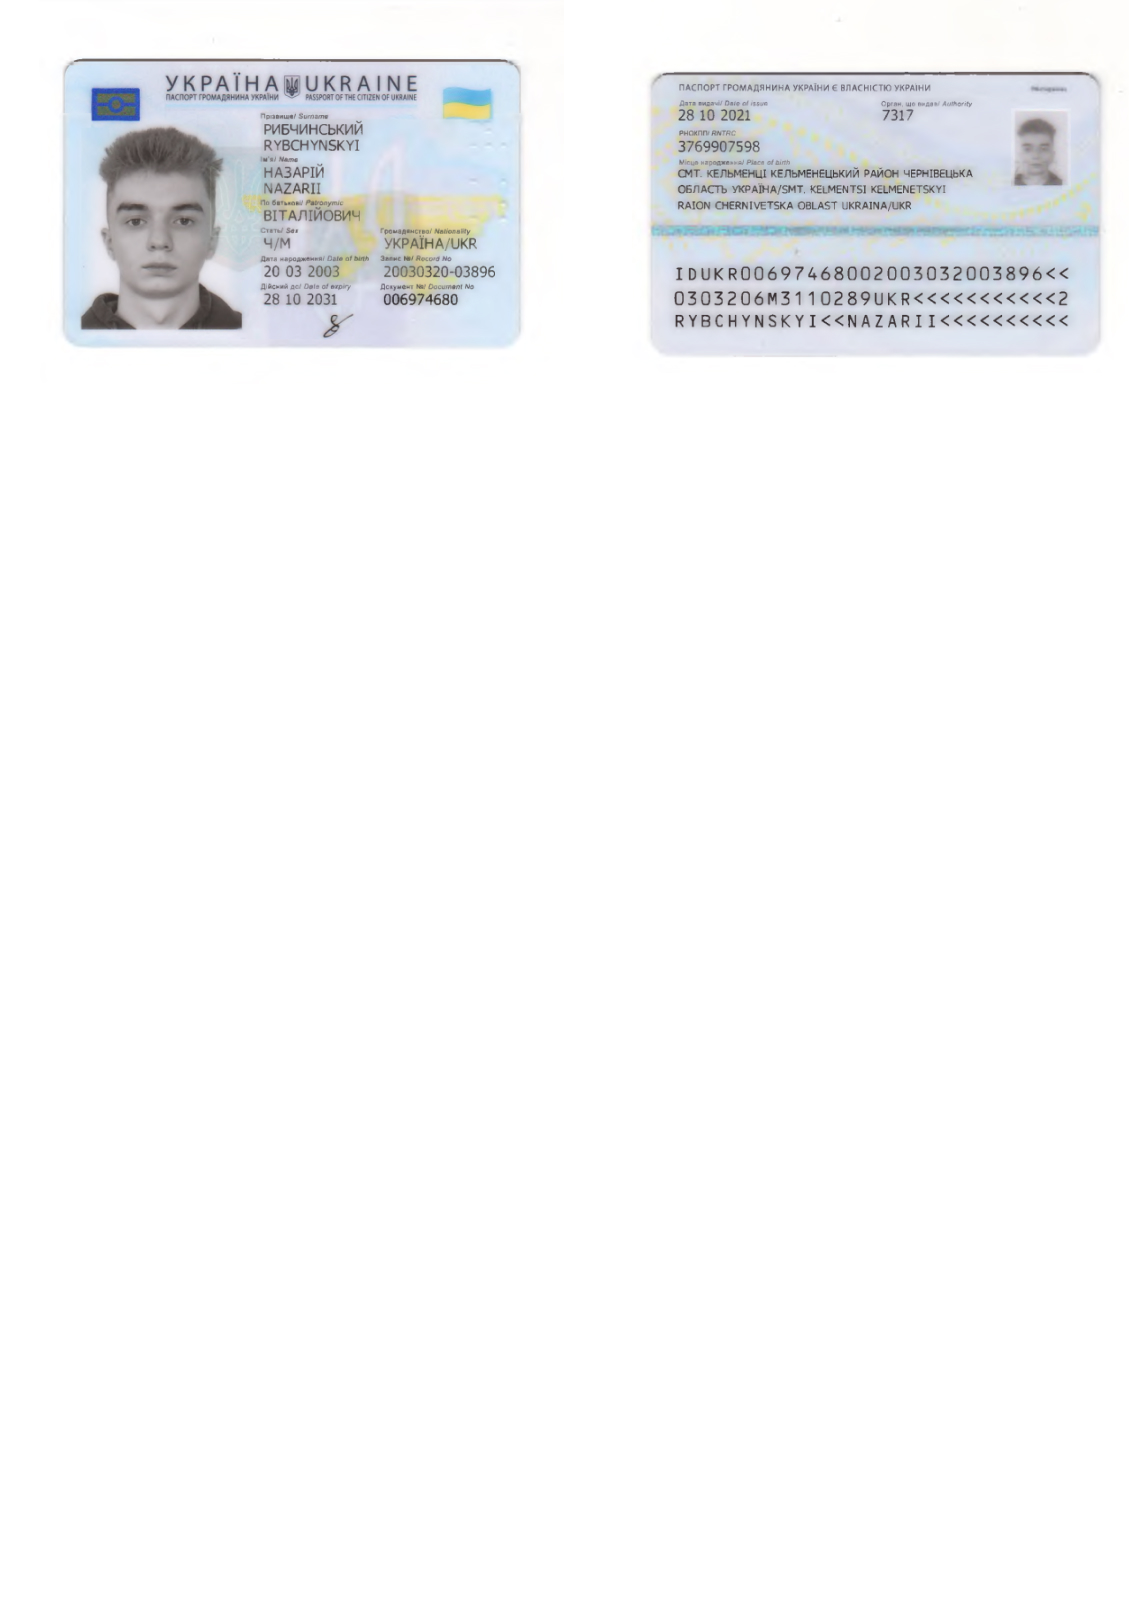 УКРАЇНА UKRAINE
ПАСПОРТ ГРОМАДЯНИНА УКРАЇНИ PASSPORT OF THE CITIZEN OF UKRAINE
Прізвище/ Surname
РИБЧИНСЬКИЙ
RYBCHYNSKYI
Ім'я/ Name
НАЗАРІЙ
NAZARII
По батькові/ Patronymic
ВІТАЛІЙОВИЧ
Стать/ Sex Громадянство/ Nationality
Ч/M УКРАЇНА/UKR
Дата народження/ Date of birth Запис №/ Record No
20 03 2003 20030320-03896
Дійсний до/ Date of expiry Документ №/ Document No
28 10 2031 006974680
ПАСПОРТ ГРОМАДЯНИНА УКРАЇНИ Є ВЛАСНІСТЮ УКРАЇНИ
Дата видачі/ Date of issue Орган, що видав/ Authority
28 10 2021 7317
РНОКПП/ RNTRC
3769907598
Місце народження/ Place of birth
СМТ. КЕЛЬМЕНЦІ КЕЛЬМЕНЕЦЬКИЙ РАЙОН ЧЕРНІВЕЦЬКА
ОБЛАСТЬ УКРАЇНА/SMT. KELMENTSI KELMENETSKYI
RAION CHERNIVETSKA OBLAST UKRAINA/UKR
IDUKR00697468002003032003896<<
0303206M3110289UKR<<<<<<<<<<<2
RYBCHYNSKYI<<NAZARII<<<<<<<<<<